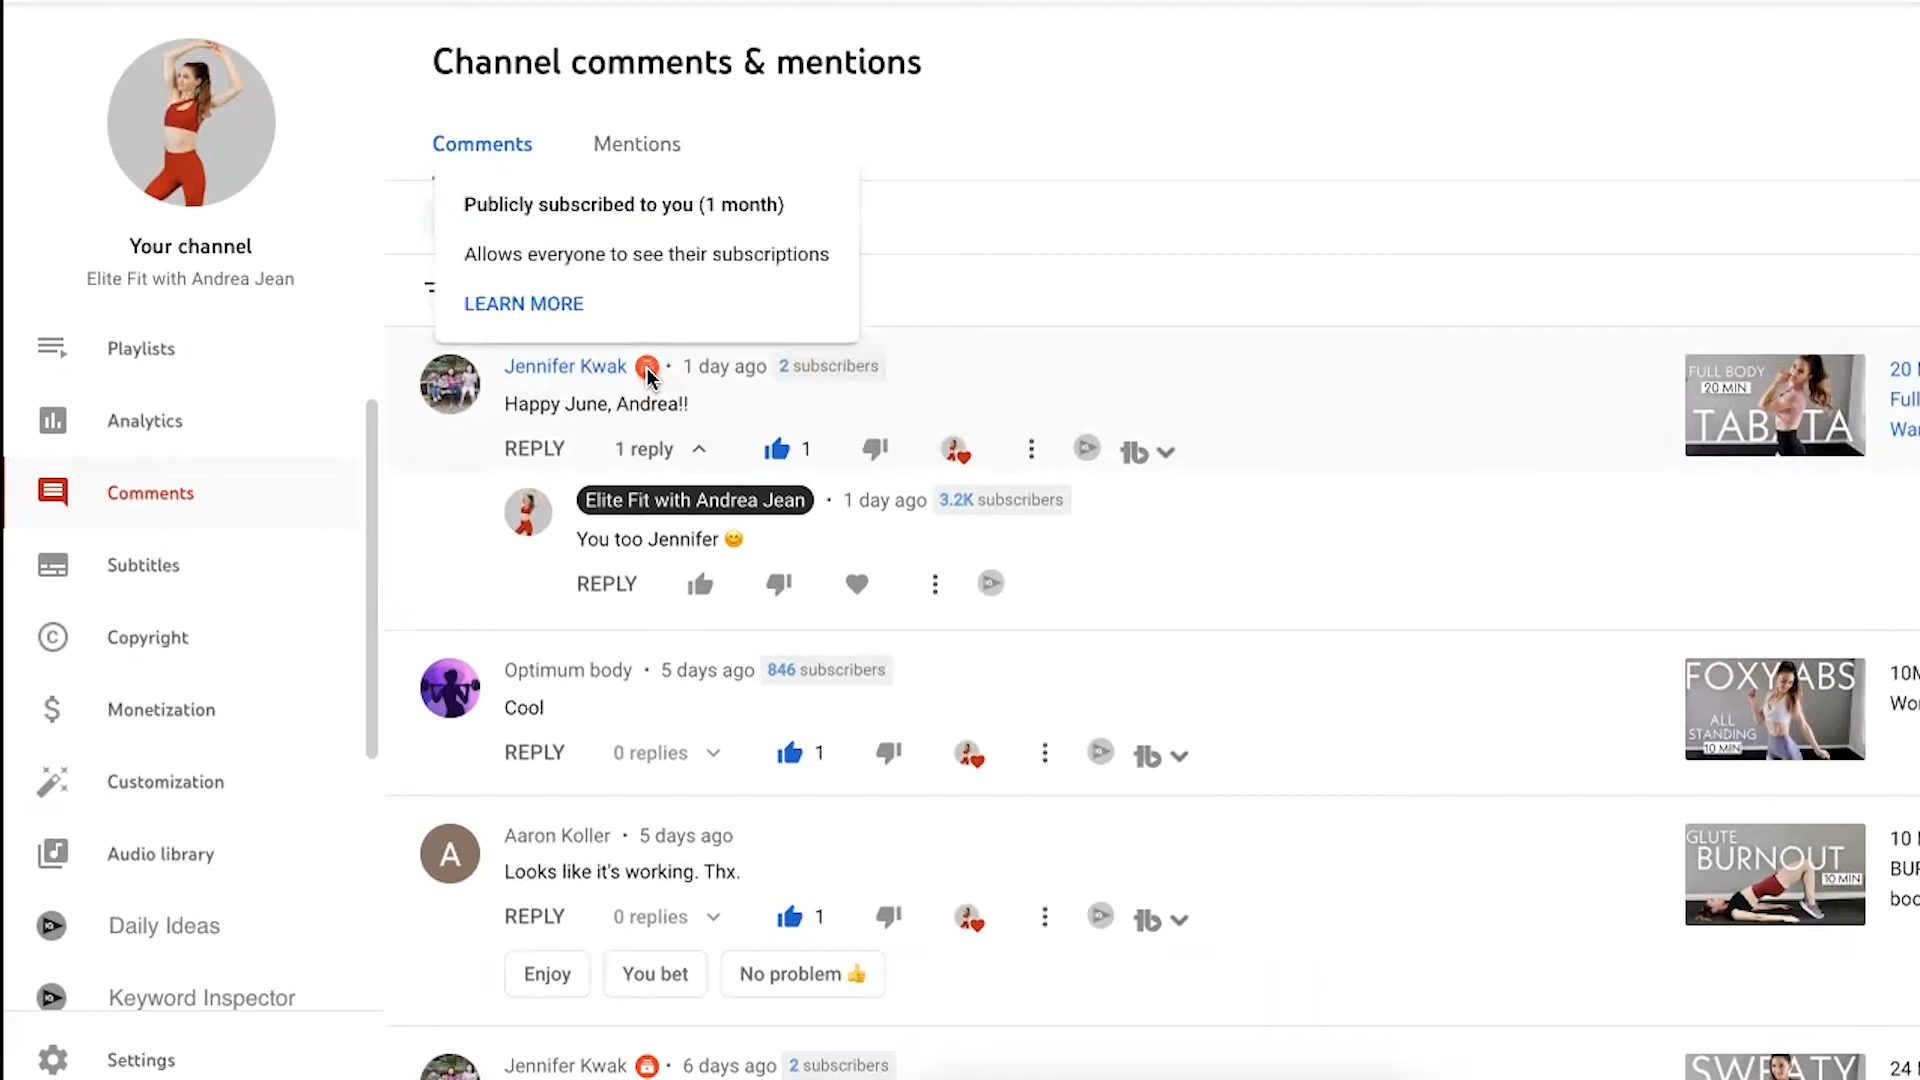 Channel comments & mentions
Comments
Mentions
Publicly subscribed to you (1 month)
Allows everyone to see their subscriptions
LEARN MORE
Your channel
Elite Fit with Andrea Jean
Playlists
Analytics
Comments
Subtitles
Copyright
Monetization
Customization
Audio library
Daily Ideas
Keyword Inspector
Settings
Jennifer Kwak · 1 day ago 2 subscribers
Happy June, Andrea!!
REPLY 1 reply 1
FULL BODY
20 MIN
TABATA
20
Full
Elite Fit with Andrea Jean · 1 day ago 3.2K subscribers
You too Jennifer 😊
REPLY
Optimum body · 5 days ago 846 subscribers
Cool
REPLY 0 replies 1
FOXY ABS
ALL
STANDING
10 MIN
Aaron Koller · 5 days ago
Looks like it's working. Thx.
REPLY 0 replies 1
Enjoy
You bet
No problem 👍
GLUTE
BURNOUT
10 MIN
10
Jennifer Kwak · 6 days ago 2 subscribers
SWEATY
24